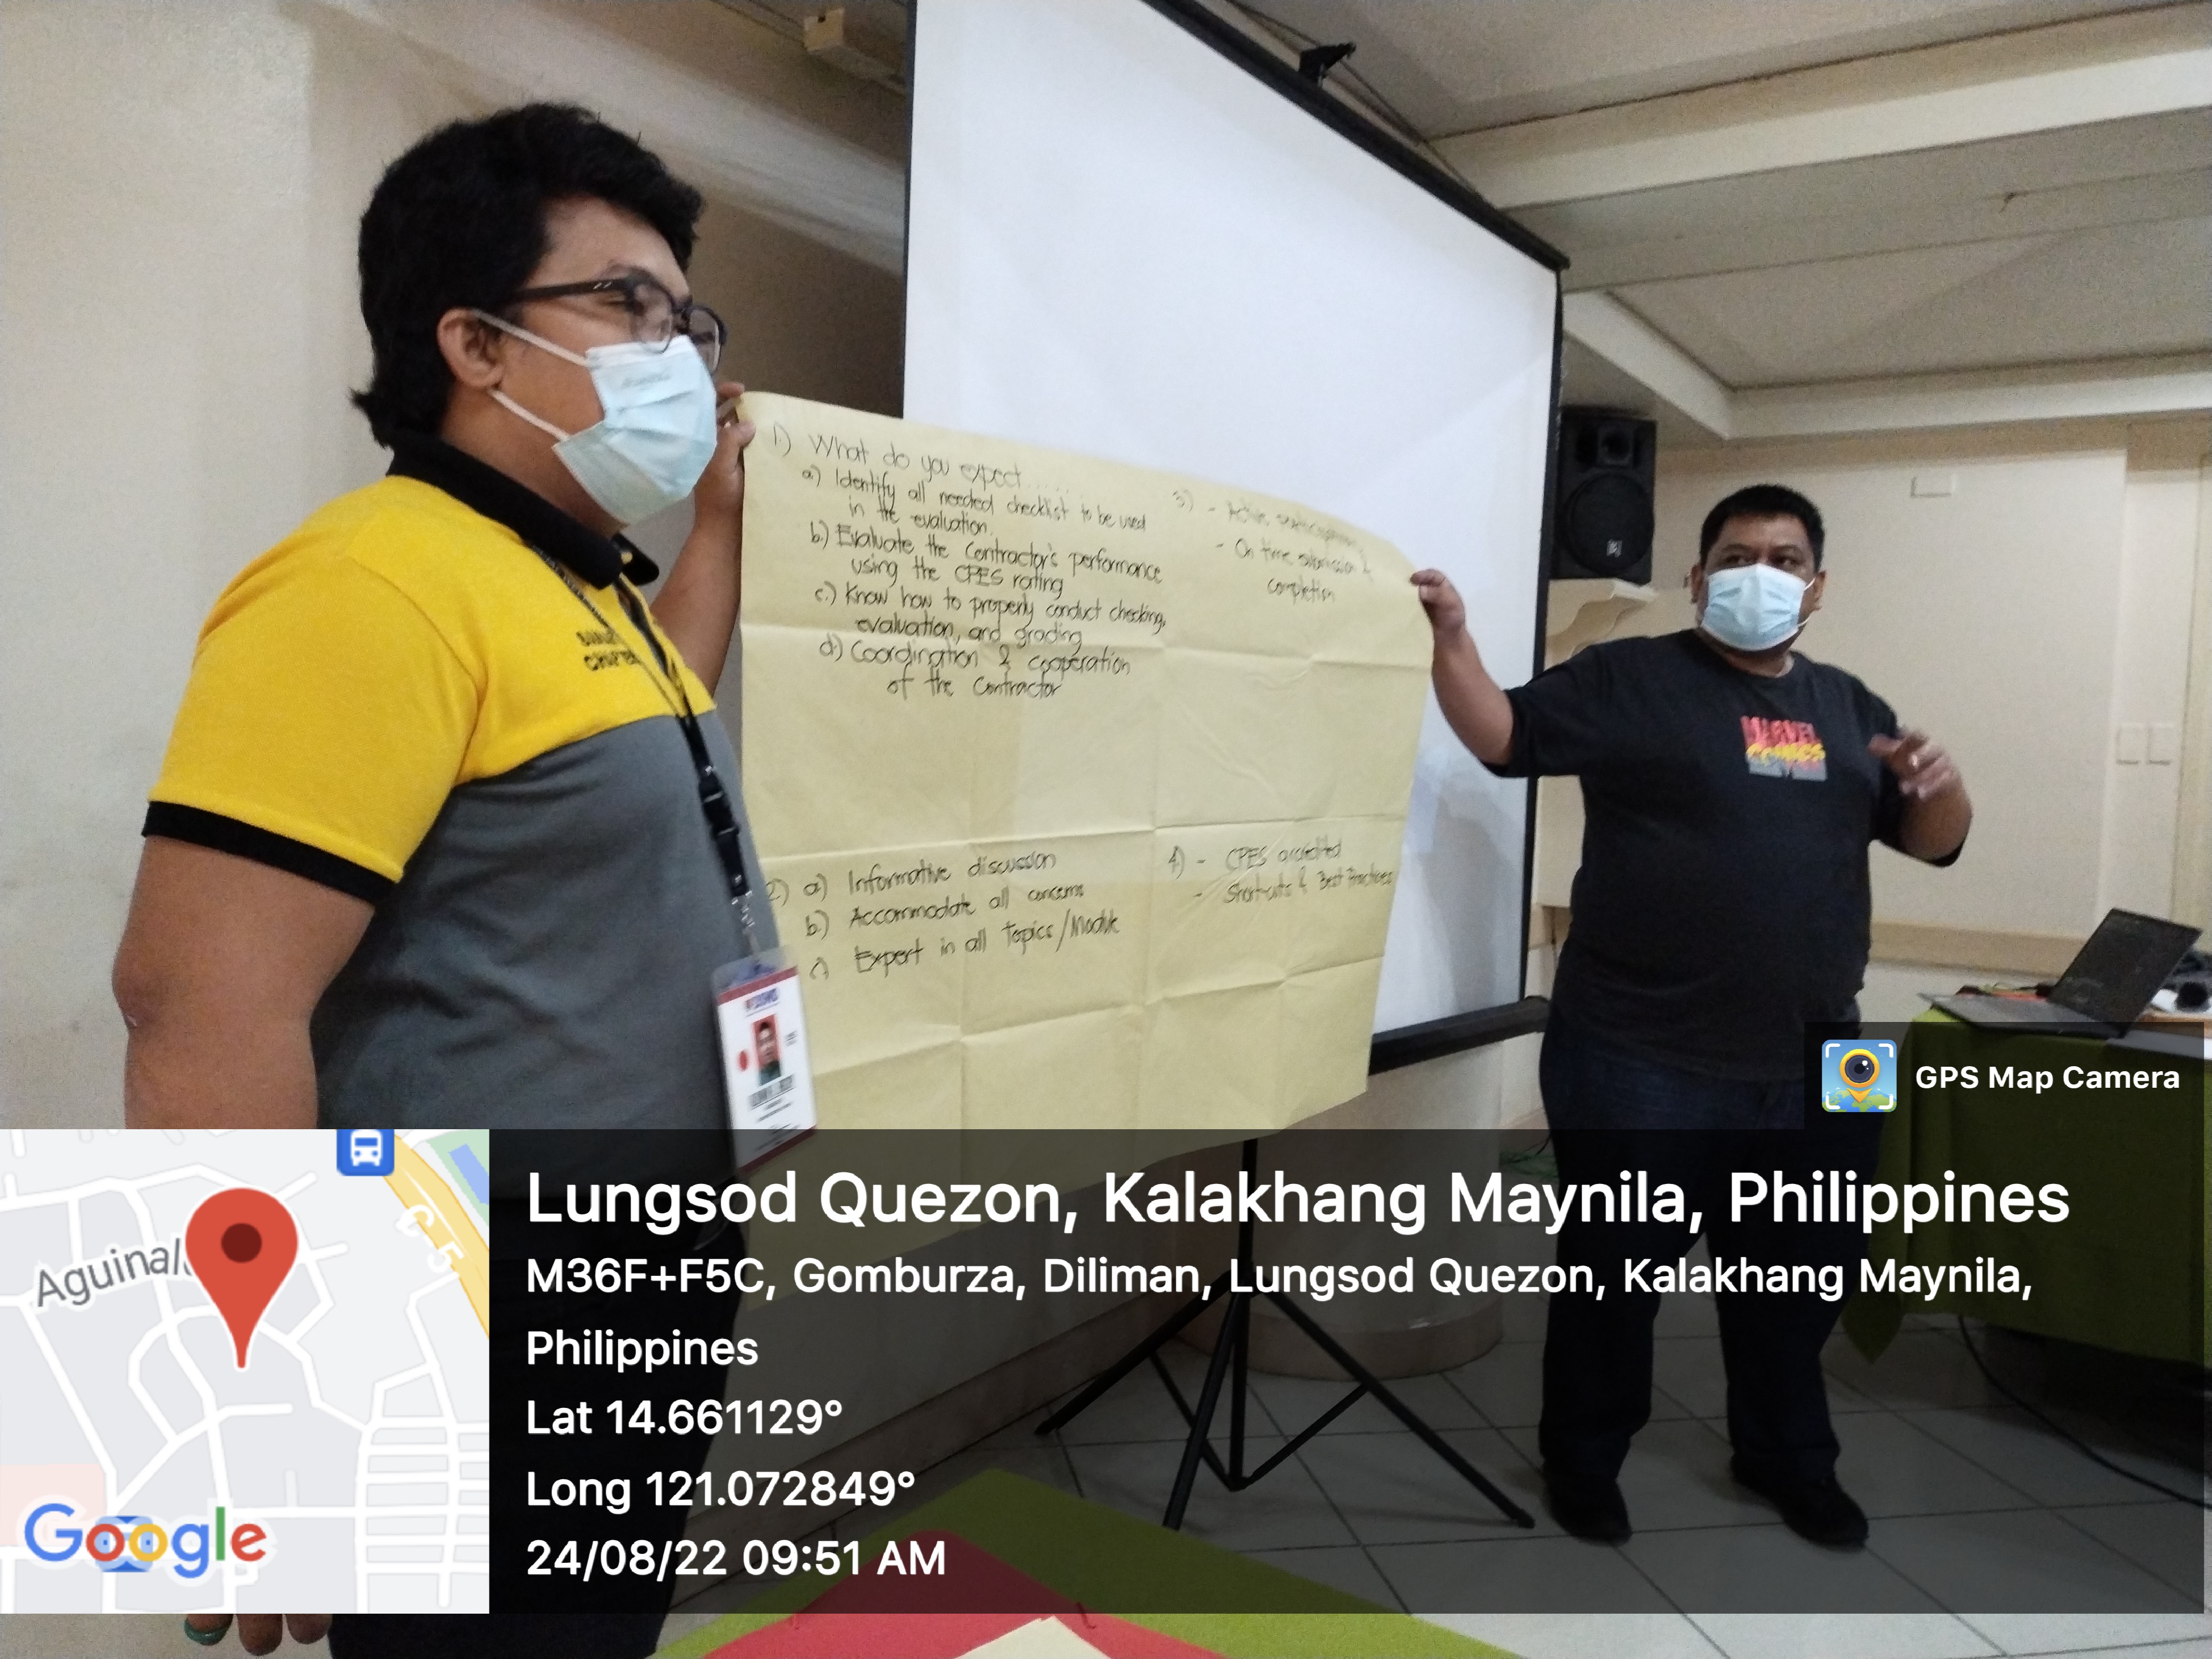 1.) What do you expect......
a.) Identify all needed checklist to be used
in the evaluation.
b.) Evaluate the Contractor's performance
using the CPES rating
c.) Know how to properly conduct checking,
evaluation, and grading
d.) Coordination & cooperation
of the Contractor
2.) a) Informative discussion
b.) Accommodate all concerns
c) Expert in all Topics/Module
3.) - Active participation
- On time submission &
completion
4) - CPES accredited
- Shortcuts & Best Practices
MARVEL
COMICS
GPS Map Camera
Aguinal
C-5
Google
Lungsod Quezon, Kalakhang Maynila, Philippines
M36F+F5C, Gomburza, Diliman, Lungsod Quezon, Kalakhang Maynila,
Philippines
Lat 14.661129°
Long 121.072849°
24/08/22 09:51 AM